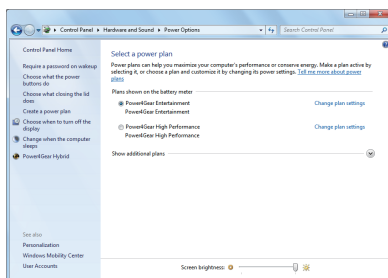 Control Panel ▸ Hardware and Sound ▸ Power Options
Search Control Panel
Control Panel Home
Require a password on wakeup
Choose what the power
buttons do
Choose what closing the lid
does
Create a power plan
Choose when to turn off the
display
Change when the computer
sleeps
Power4Gear Hybrid
See also
Personalization
Windows Mobility Center
User Accounts
Select a power plan
Power plans can help you maximize your computer's performance or conserve energy. Make a plan active by
selecting it, or choose a plan and customize it by changing its power settings. Tell me more about power
plans
Plans shown on the battery meter
Power4Gear Entertainment
Change plan settings
Power4Gear Entertainment
Power4Gear High Performance
Change plan settings
Power4Gear High Performance
Show additional plans
Screen brightness: